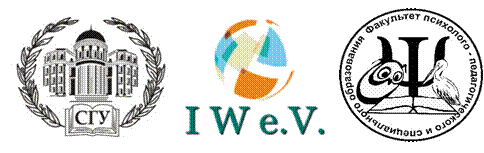 СГУ
I W e.V.
Факультет психолого - педагогического и специального образования